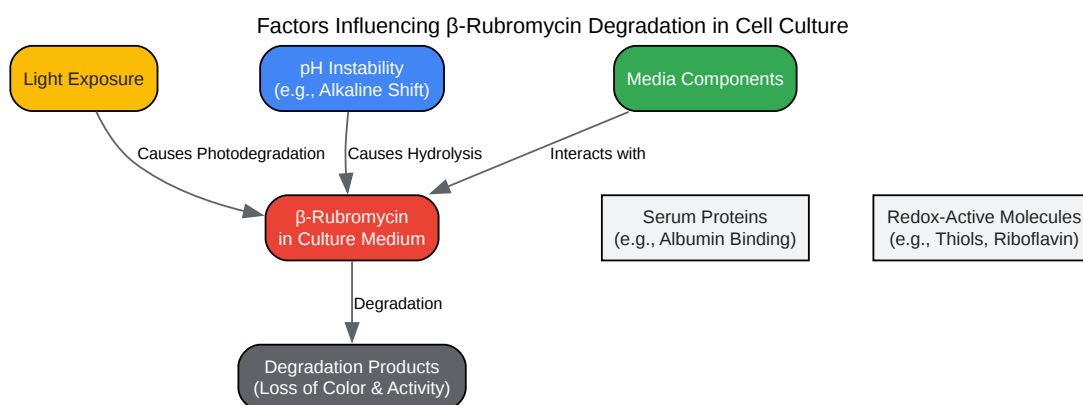 Factors Influencing β-Rubromycin Degradation in Cell Culture
Light Exposure
pH Instability
(e.g., Alkaline Shift)
Media Components
Causes Photodegradation
Causes Hydrolysis
Interacts with
β-Rubromycin
in Culture Medium
Serum Proteins
(e.g., Albumin Binding)
Redox-Active Molecules
(e.g., Thiols, Riboflavin)
Degradation
Degradation Products
(Loss of Color & Activity)